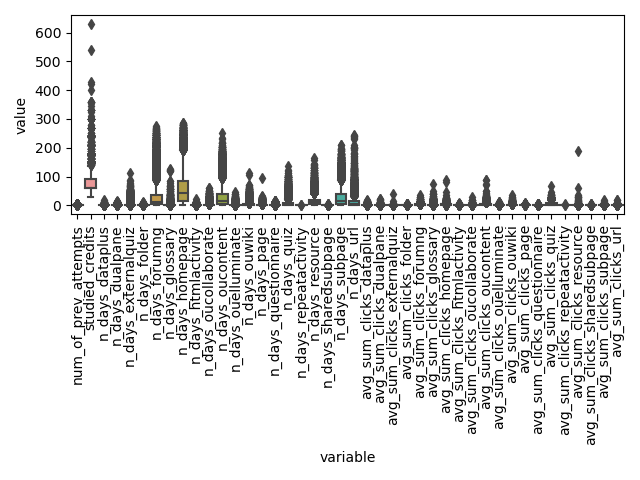 600
500
400
300
200
100
0
value
num_of_prev_attempts
studied_credits
n_days_dataplus
n_days_dualpane
n_days_externalquiz
n_days_folder
n_days_forumng
n_days_glossary
n_days_homepage
n_days_htmlactivity
n_days_oucollaborate
n_days_oucontent
n_days_ouelluminate
n_days_ouwiki
n_days_page
n_days_questionnaire
n_days_quiz
n_days_repeatactivity
n_days_resource
n_days_sharedsubpage
n_days_subpage
n_days_url
avg_sum_clicks_dataplus
avg_sum_clicks_dualpane
avg_sum_clicks_externalquiz
avg_sum_clicks_folder
avg_sum_clicks_forumng
avg_sum_clicks_glossary
avg_sum_clicks_homepage
avg_sum_clicks_htmlactivity
avg_sum_clicks_oucollaborate
avg_sum_clicks_oucontent
avg_sum_clicks_ouelluminate
avg_sum_clicks_ouwiki
avg_sum_clicks_page
avg_sum_clicks_questionnaire
avg_sum_clicks_quiz
avg_sum_clicks_repeatactivity
avg_sum_clicks_resource
avg_sum_clicks_sharedsubpage
avg_sum_clicks_subpage
avg_sum_clicks_url
variable